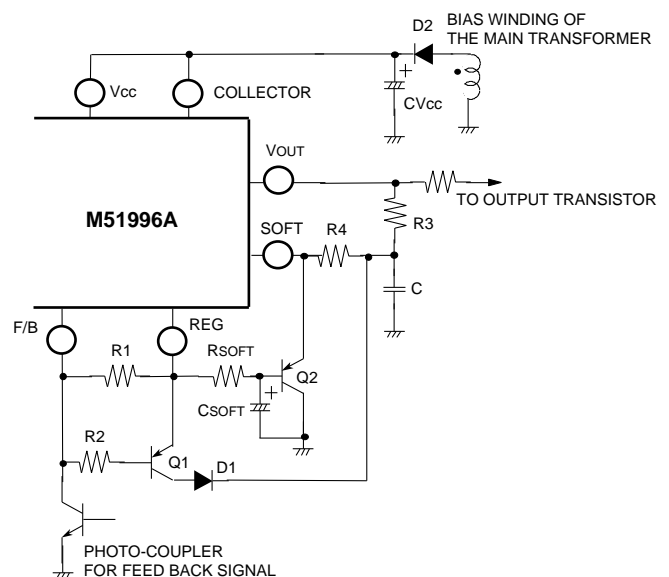 D2
BIAS WINDING OF
THE MAIN TRANSFORMER
VCC
COLLECTOR
+
CVCC
VOUT
TO OUTPUT TRANSISTOR
M51996A
R3
SOFT
R4
C
F/B
REG
R1
RSOFT
Q2
+
CSOFT
R2
Q1
D1
PHOTO-COUPLER
FOR FEED BACK SIGNAL